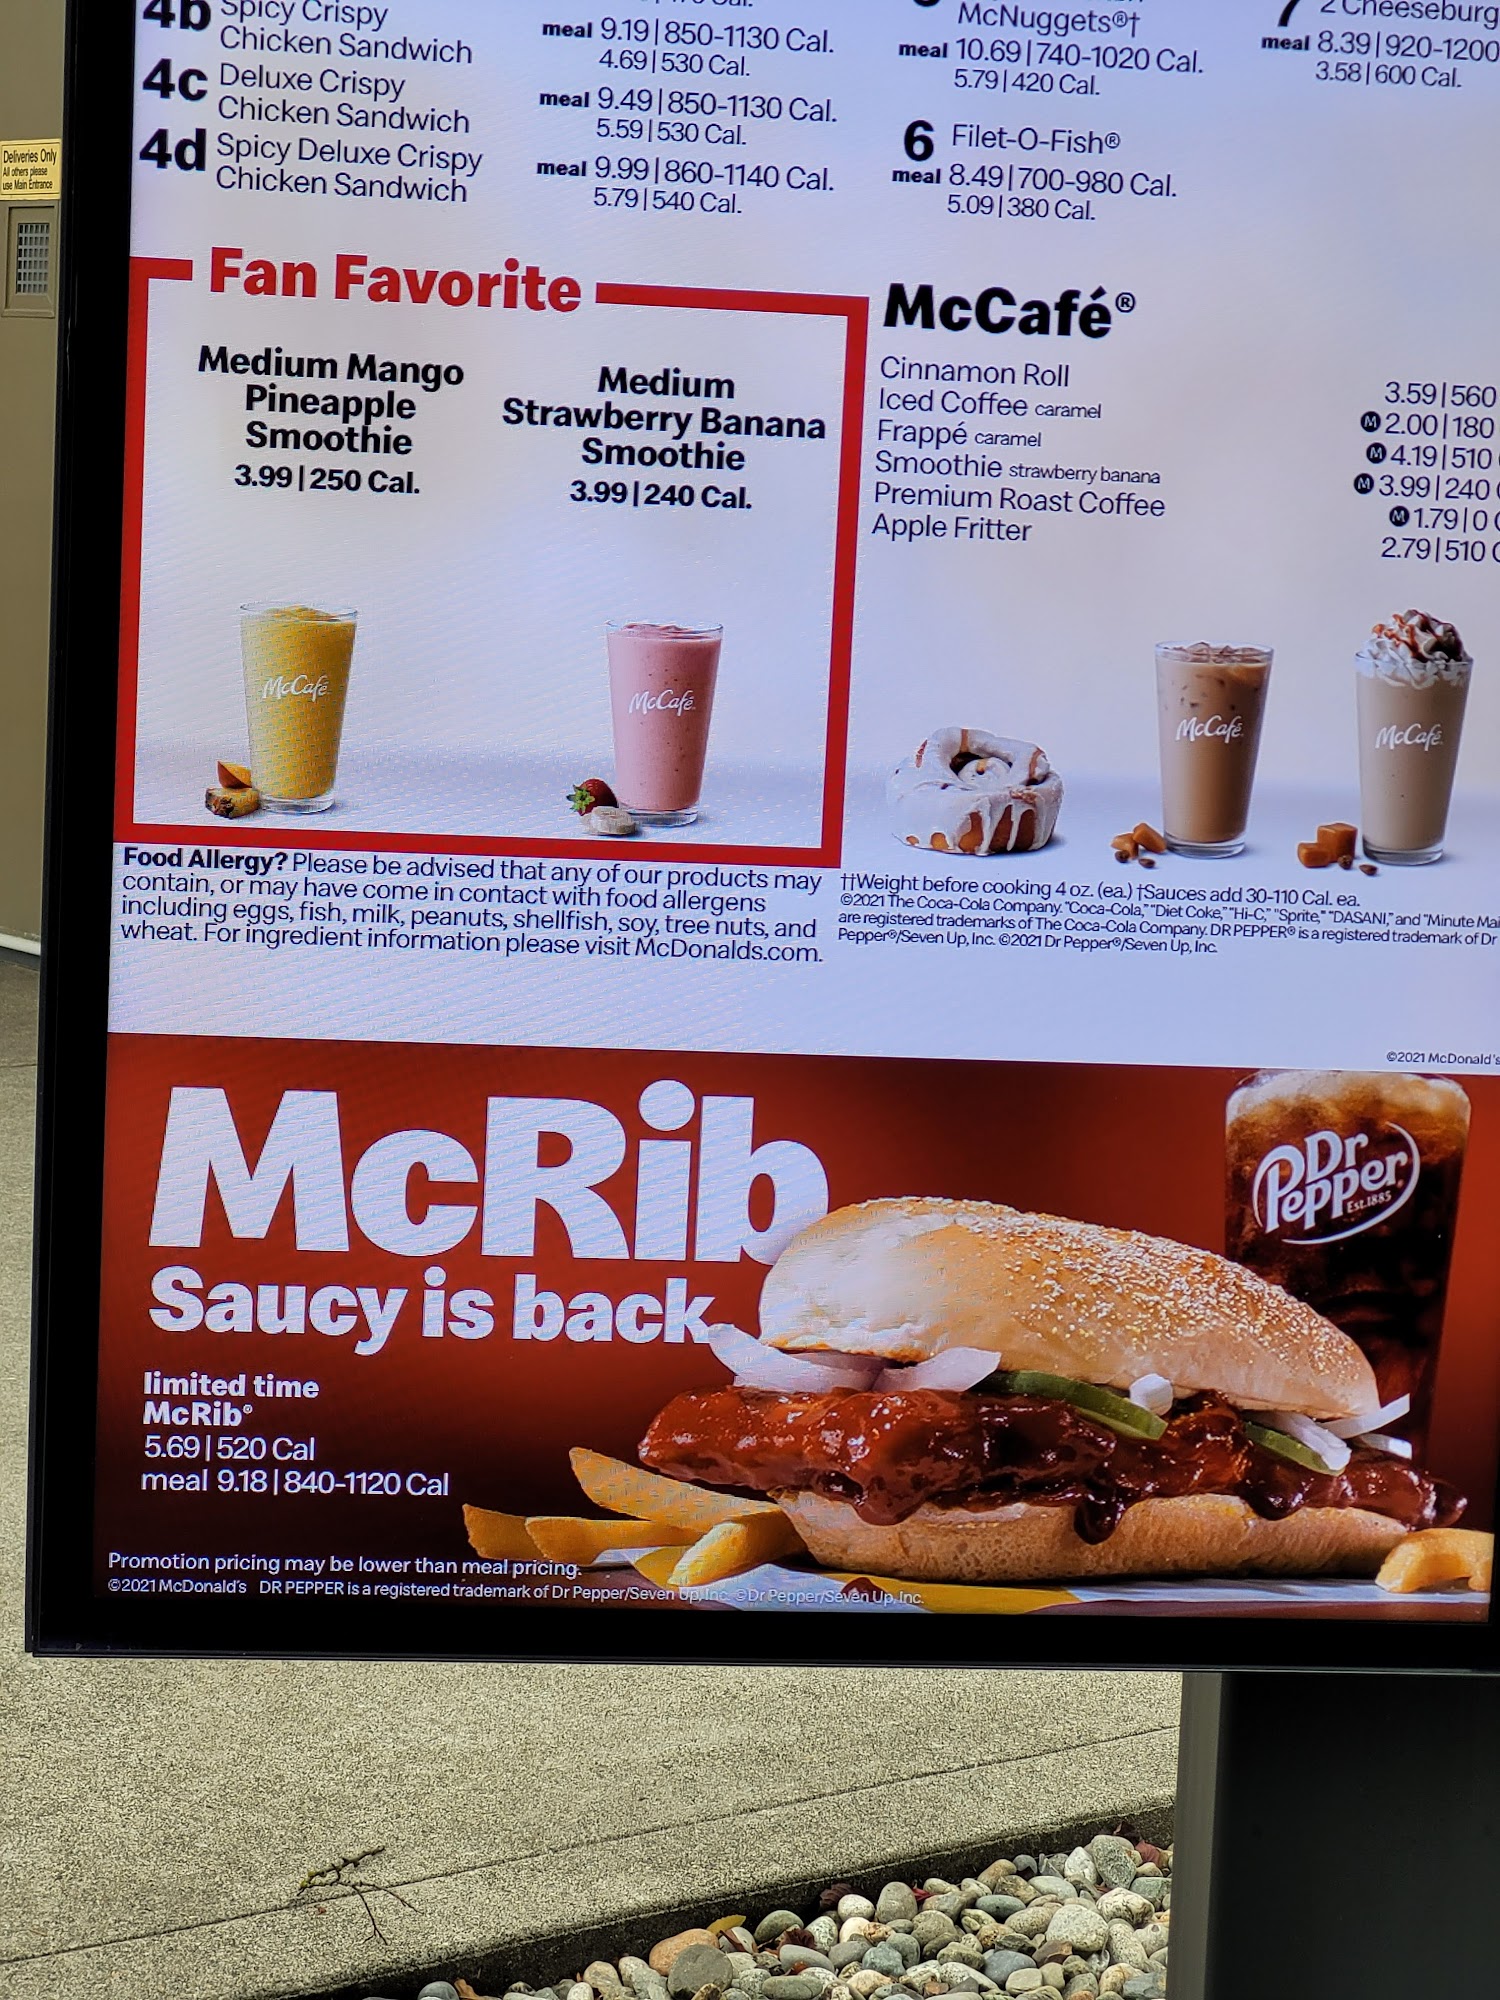 4b Spicy Crispy
Chicken Sandwich
meal 9.19|850-1130 Cal.
4.69|530 Cal.
4c Deluxe Crispy
Chicken Sandwich
meal 9.49|850-1130 Cal.
5.59|530 Cal.
4d Spicy Deluxe Crispy
Chicken Sandwich
meal 9.99|860-1140 Cal.
5.79|540 Cal.
McNuggets®†
meal 10.69|740-1020 Cal.
5.79|420 Cal.
6 Filet-O-Fish®
meal 8.49|700-980 Cal.
5.09|380 Cal.
7 2 Cheeseburg
meal 8.39|920-1200
3.58|600 Cal.
Deliveries Only
All others please
use Main Entrance
Fan Favorite
Medium Mango
Pineapple
Smoothie
3.99|250 Cal.
Medium
Strawberry Banana
Smoothie
3.99|240 Cal.
McCafé
McCafé
McCafé®
Cinnamon Roll 3.59|560
Iced Coffee caramel M 2.00|180
Frappé caramel M 4.19|510
Smoothie strawberry banana M 3.99|240
Premium Roast Coffee M 1.79|0
Apple Fritter 2.79|510
McCafé
McCafé
Food Allergy? Please be advised that any of our products may
contain, or may have come in contact with food allergens
including eggs, fish, milk, peanuts, shellfish, soy, tree nuts, and
wheat. For ingredient information please visit McDonalds.com.
††Weight before cooking 4 oz. (ea.) †Sauces add 30-110 Cal. ea.
©2021 The Coca-Cola Company. "Coca-Cola," "Diet Coke," "Hi-C," "Sprite," "DASANI," and "Minute Mai
are registered trademarks of The Coca-Cola Company. DR PEPPER® is a registered trademark of Dr
Pepper®/Seven Up, Inc. ©2021 Dr Pepper®/Seven Up, Inc.
©2021 McDonald's
McRib
Saucy is back
limited time
McRib®
5.69|520 Cal
meal 9.18|840-1120 Cal
Dr
Pepper
Est.1885
Promotion pricing may be lower than meal pricing.
©2021 McDonald's DR PEPPER is a registered trademark of Dr Pepper/Seven Up, Inc. ©Dr Pepper/Seven Up, Inc.